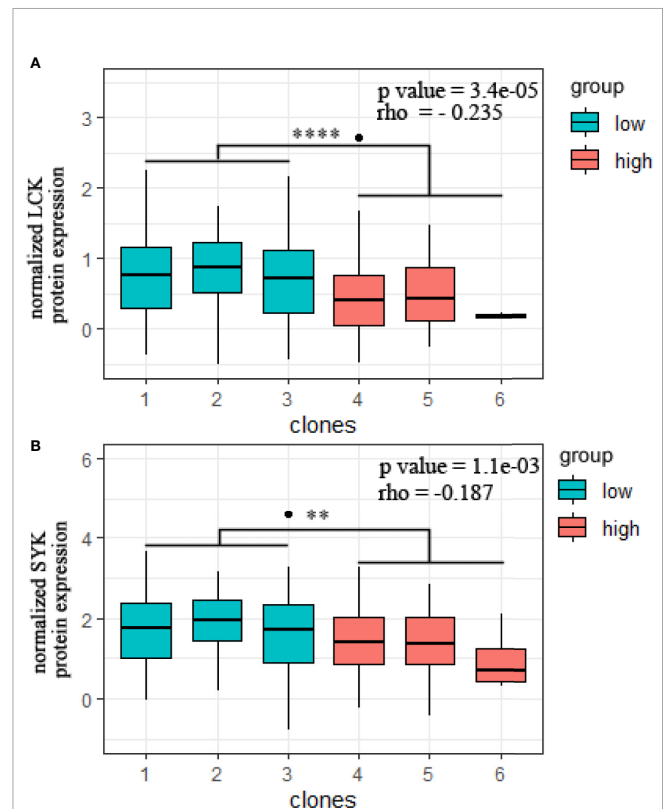 A
p value = 3.4e-05
rho = - 0.235
****
group
low
high
normalized LCK
protein expression
3
2
1
0
1 2 3 4 5 6
clones
B
p value = 1.1e-03
rho = -0.187
**
group
low
high
normalized SYK
protein expression
6
4
2
0
1 2 3 4 5 6
clones